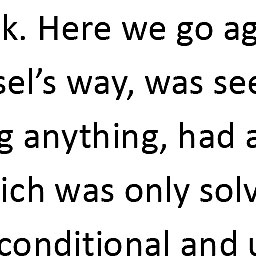 k. Here we go ag
sel’s way, was see
g anything, had a
ich was only solv
conditional and u